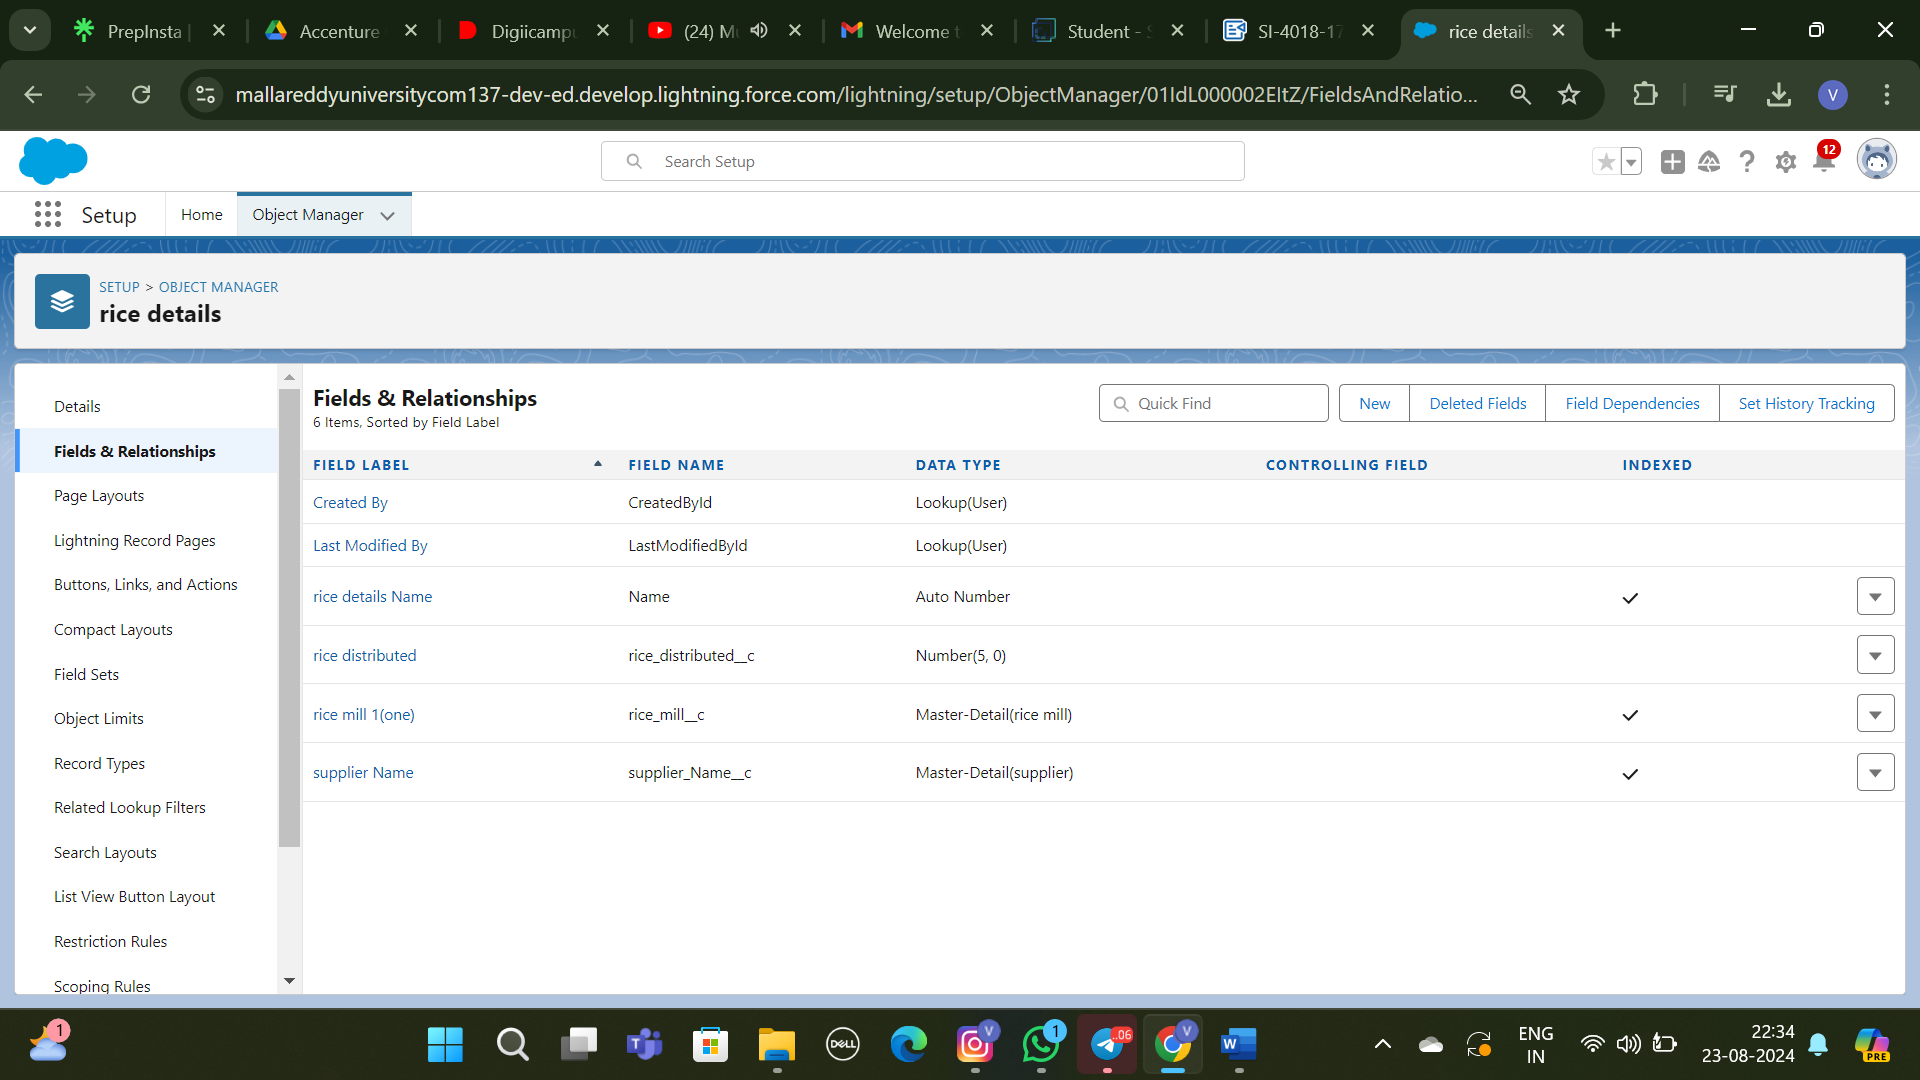 PrepInsta
Accenture
Digiicampu
(24) Mu
Welcome t
Student - S
SI-4018-17
rice details
mallareddyuniversitycom137-dev-ed.develop.lightning.force.com/lightning/setup/ObjectManager/01IdL000002EItZ/FieldsAndRelatio...
V
Search Setup
12
Setup
Home
Object Manager
SETUP > OBJECT MANAGER
rice details
Details
Fields & Relationships
Page Layouts
Lightning Record Pages
Buttons, Links, and Actions
Compact Layouts
Field Sets
Object Limits
Record Types
Related Lookup Filters
Search Layouts
List View Button Layout
Restriction Rules
Scoping Rules
Fields & Relationships
6 Items, Sorted by Field Label
Quick Find
New
Deleted Fields
Field Dependencies
Set History Tracking
FIELD LABEL FIELD NAME DATA TYPE CONTROLLING FIELD INDEXED
Created By CreatedById Lookup(User)
Last Modified By LastModifiedById Lookup(User)
rice details Name Name Auto Number
rice distributed rice_distributed__c Number(5, 0)
rice mill 1(one) rice_mill__c Master-Detail(rice mill)
supplier Name supplier_Name__c Master-Detail(supplier)
1
DELL
V
1
..06
V
W
ENG
IN
22:34
23-08-2024
PRE